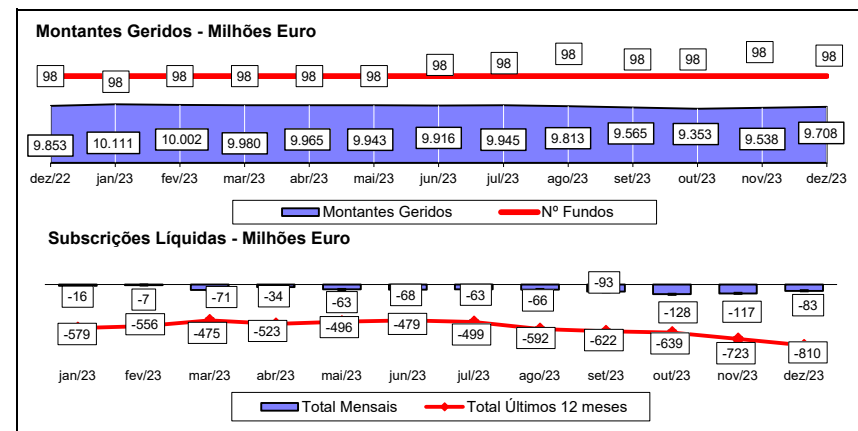 Montantes Geridos - Milhões Euro
98 98 98 98 98 98 98 98 98 98 98 98 98
9.853 10.111 10.002 9.980 9.965 9.943 9.916 9.945 9.813 9.565 9.353 9.538 9.708
dez/22 jan/23 fev/23 mar/23 abr/23 mai/23 jun/23 jul/23 ago/23 set/23 out/23 nov/23 dez/23
Montantes Geridos Nº Fundos
Subscrições Líquidas - Milhões Euro
-16 -7 -71 -34 -63 -68 -63 -66 -93 -128 -117 -83
-579 -556 -475 -523 -496 -479 -499 -592 -622 -639 -723 -810
jan/23 fev/23 mar/23 abr/23 mai/23 jun/23 jul/23 ago/23 set/23 out/23 nov/23 dez/23
Total Mensais Total Últimos 12 meses